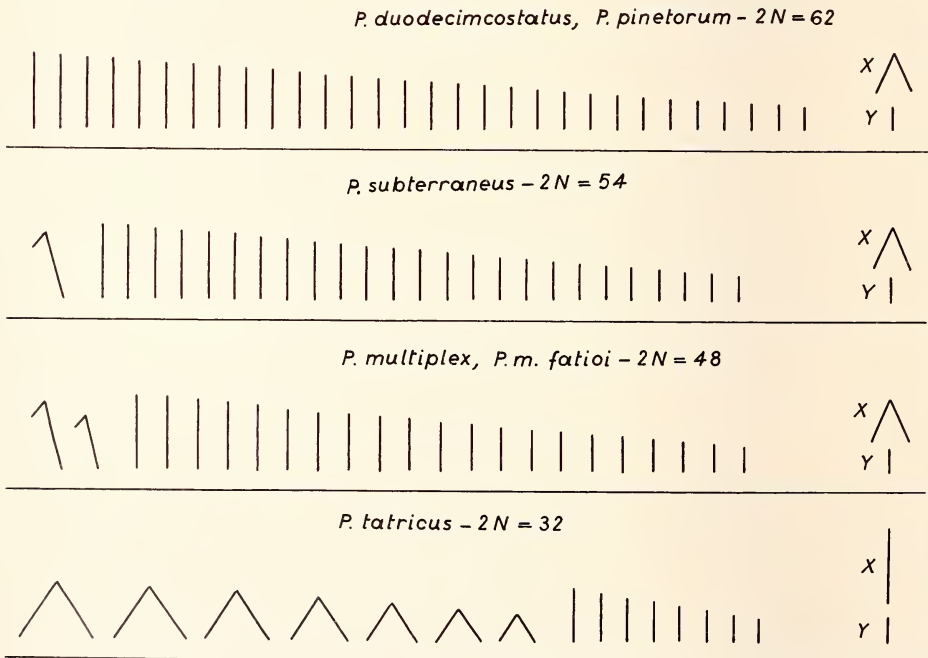 P. duodecimcostatus, P. pinetorum - 2N = 62
X
Y
P. subterraneus - 2N = 54
X
Y
P. multiplex, P. m. fatioi - 2N = 48
X
Y
P. tatricus - 2N = 32
X
Y